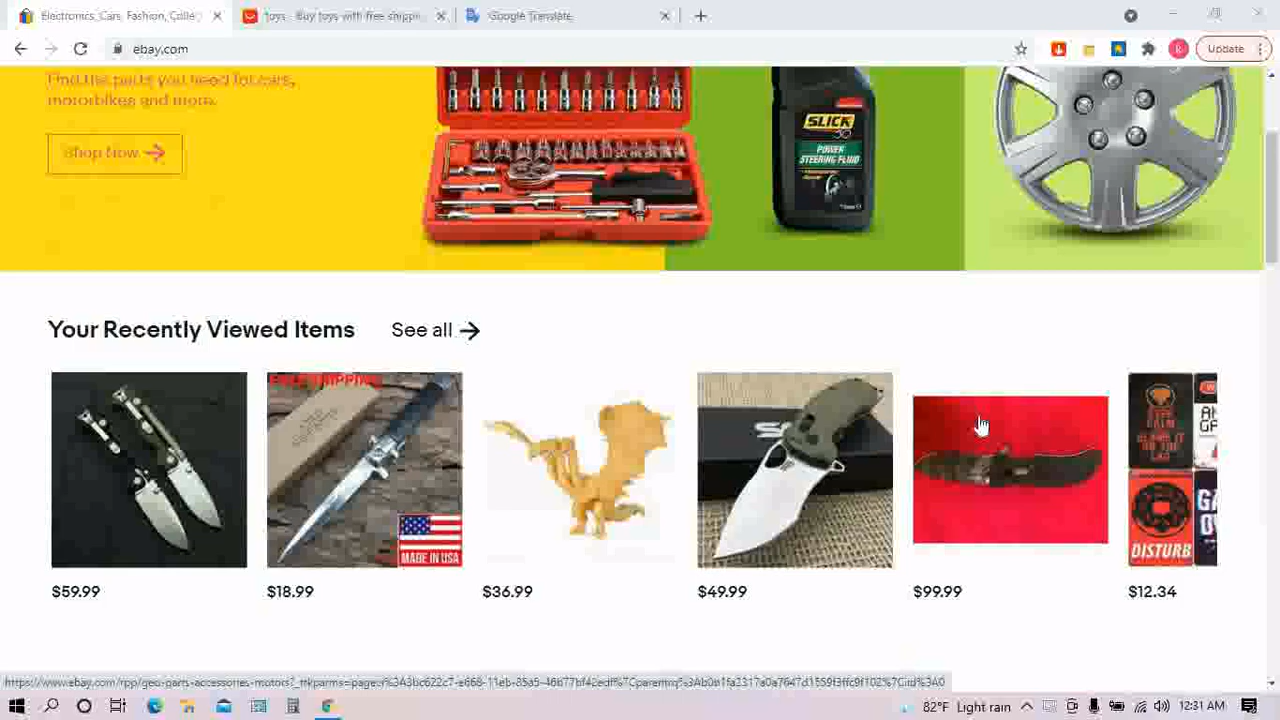 Electronics, Cars, Fashion, Colle
Toys - Buy toys with free shippin
Google Translate
ebay.com
Update
Find the parts you need for cars,
motorbikes and more.
Shop Now →
SLICK
50
POWER
STEERING FLUID
Your Recently Viewed Items
See all →
FREE SHIPPING
MADE IN USA
DISTURB
$59.99
$18.99
$36.99
$49.99
$99.99
$12.34
82°F Light rain
12:31 AM